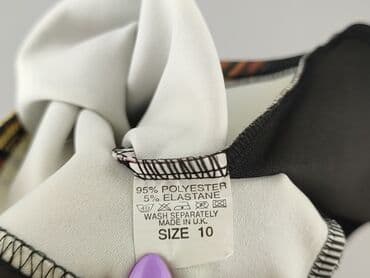 95% POLYESTER
5% ELASTANE
WASH SEPARATELY
MADE IN U.K.
SIZE 10